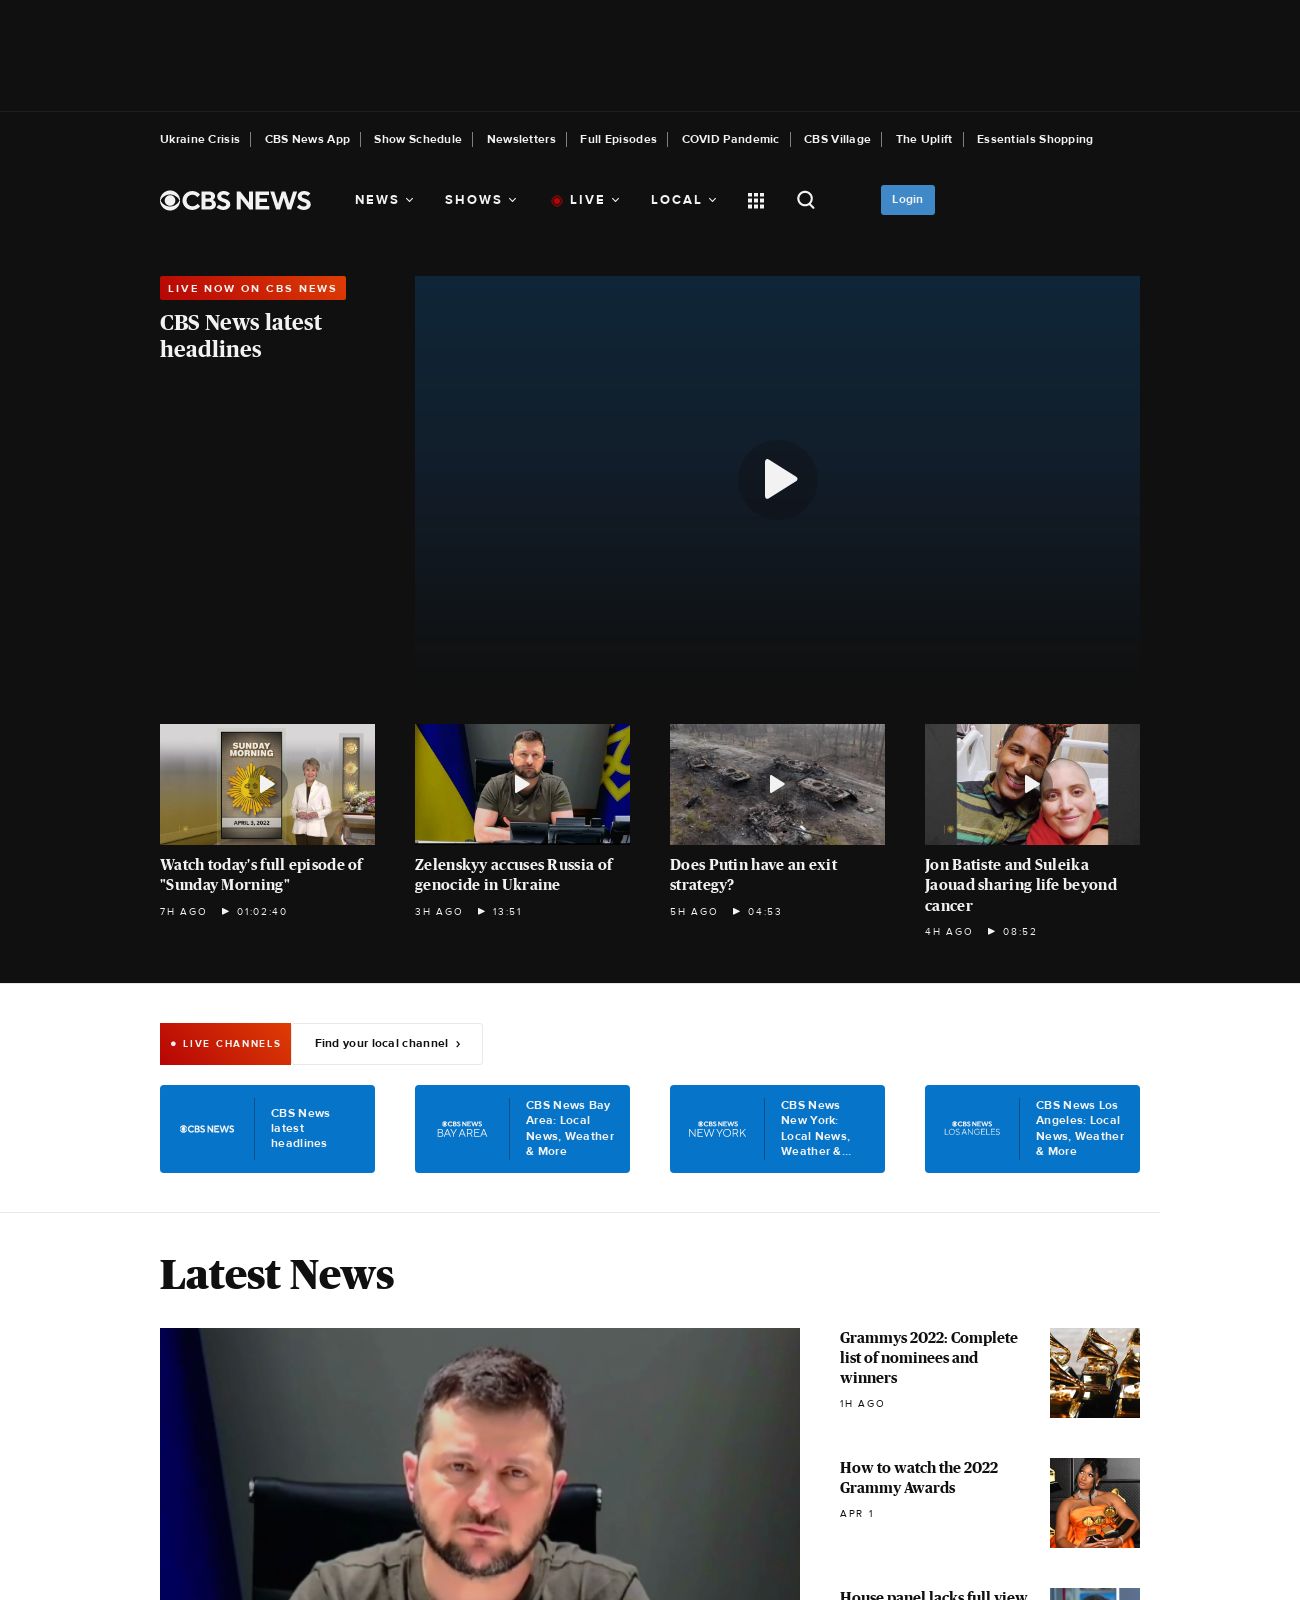 Ukraine Crisis
CBS News App
Show Schedule
Newsletters
Full Episodes
COVID Pandemic
CBS Village
The Uplift
Essentials Shopping
CBS NEWS
NEWS
SHOWS
LIVE
LOCAL
Login
LIVE NOW ON CBS NEWS
CBS News latest
headlines
SUNDAY
MORNING
APRIL 3, 2022
Watch today's full episode of
"Sunday Morning"
7H AGO
01:02:40
Zelenskyy accuses Russia of
genocide in Ukraine
3H AGO
13:51
Does Putin have an exit
strategy?
5H AGO
04:53
Jon Batiste and Suleika
Jaouad sharing life beyond
cancer
4H AGO
08:52
LIVE CHANNELS
Find your local channel ›
CBS NEWS
CBS News
latest
headlines
CBS NEWS
BAY AREA
CBS News Bay
Area: Local
News, Weather
& More
CBS NEWS
NEW YORK
CBS News
New York:
Local News,
Weather &...
CBS NEWS
LOS ANGELES
CBS News Los
Angeles: Local
News, Weather
& More
Latest News
Grammys 2022: Complete
list of nominees and
winners
1H AGO
How to watch the 2022
Grammy Awards
APR 1
House panel lacks full view